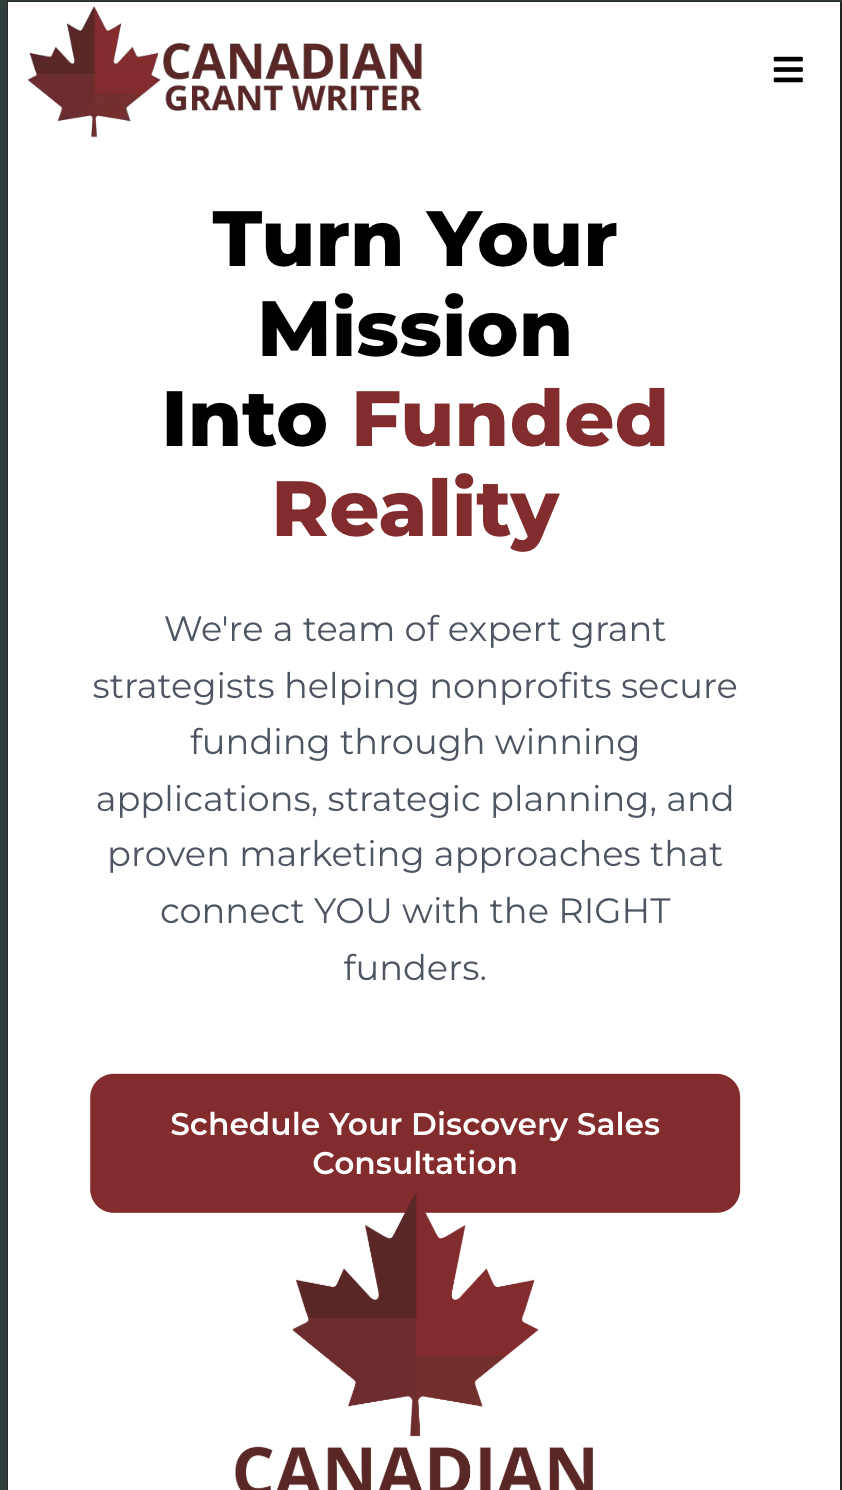 CANADIAN
GRANT WRITER
Turn Your
Mission
Into Funded
Reality
We're a team of expert grant
strategists helping nonprofits secure
funding through winning
applications, strategic planning, and
proven marketing approaches that
connect YOU with the RIGHT
funders.
Schedule Your Discovery Sales
Consultation
CANADIAN